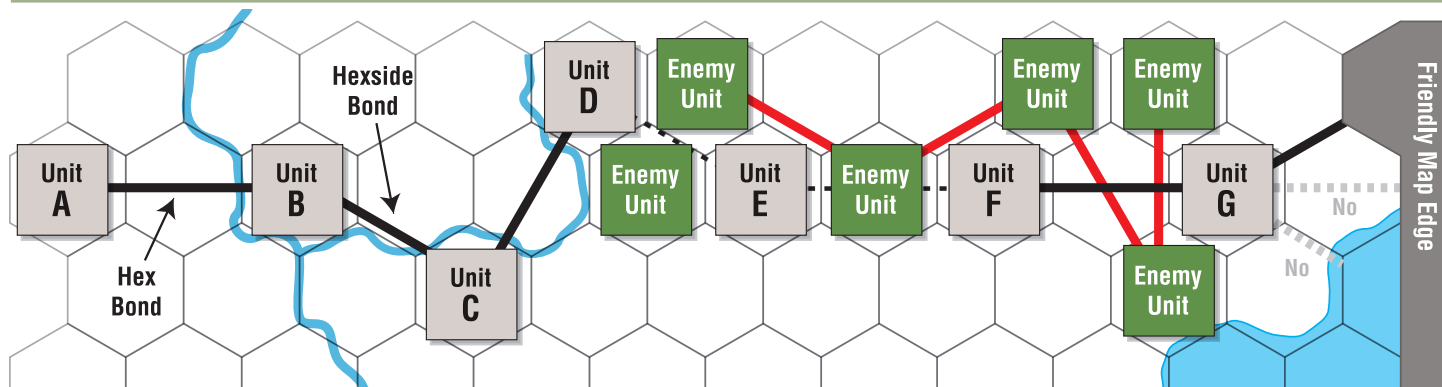 Hexside
Bond
Unit
D
Enemy
Unit
Enemy
Unit
Enemy
Unit
Friendly Map Edge
Unit
A
Unit
B
Enemy
Unit
Unit
E
Enemy
Unit
Unit
F
Unit
G
No
No
Hex
Bond
Unit
C
Enemy
Unit